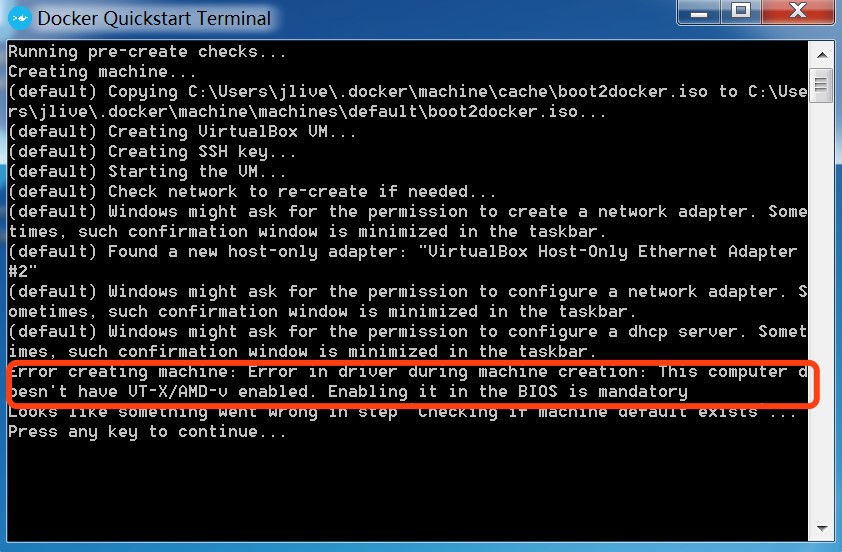 Docker Quickstart Terminal
Running pre-create checks...
Creating machine...
(default) Copying C:\Users\jlive\.docker\machine\cache\boot2docker.iso to C:\Use
rs\jlive\.docker\machine\machines\default\boot2docker.iso...
(default) Creating VirtualBox VM...
(default) Creating SSH key...
(default) Starting the VM...
(default) Check network to re-create if needed...
(default) Windows might ask for the permission to create a network adapter. Some
times, such confirmation window is minimized in the taskbar.
(default) Found a new host-only adapter: "VirtualBox Host-Only Ethernet Adapter
#2"
(default) Windows might ask for the permission to configure a network adapter. S
ometimes, such confirmation window is minimized in the taskbar.
(default) Windows might ask for the permission to configure a dhcp server. Somet
imes, such confirmation window is minimized in the taskbar.
Error creating machine: Error in driver during machine creation: This computer d
oesn't have VT-X/AMD-v enabled. Enabling it in the BIOS is mandatory
Looks like something went wrong in step 'Checking if machine default exists'...
Press any key to continue...